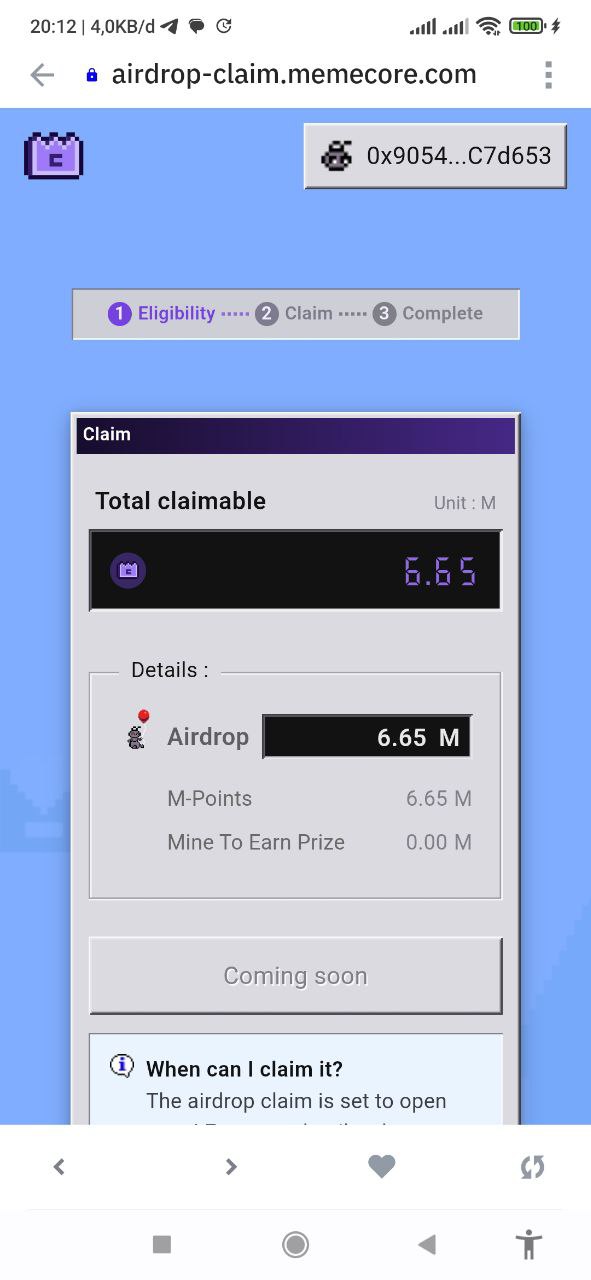 20:12 | 4,0KB/d
100
airdrop-claim.memecore.com
0x9054...C7d653
1 Eligibility ····· 2 Claim ····· 3 Complete
Claim
Total claimable Unit : M
6.65
Details :
Airdrop 6.65 M
M-Points 6.65 M
Mine To Earn Prize 0.00 M
Coming soon
When can I claim it?
The airdrop claim is set to open